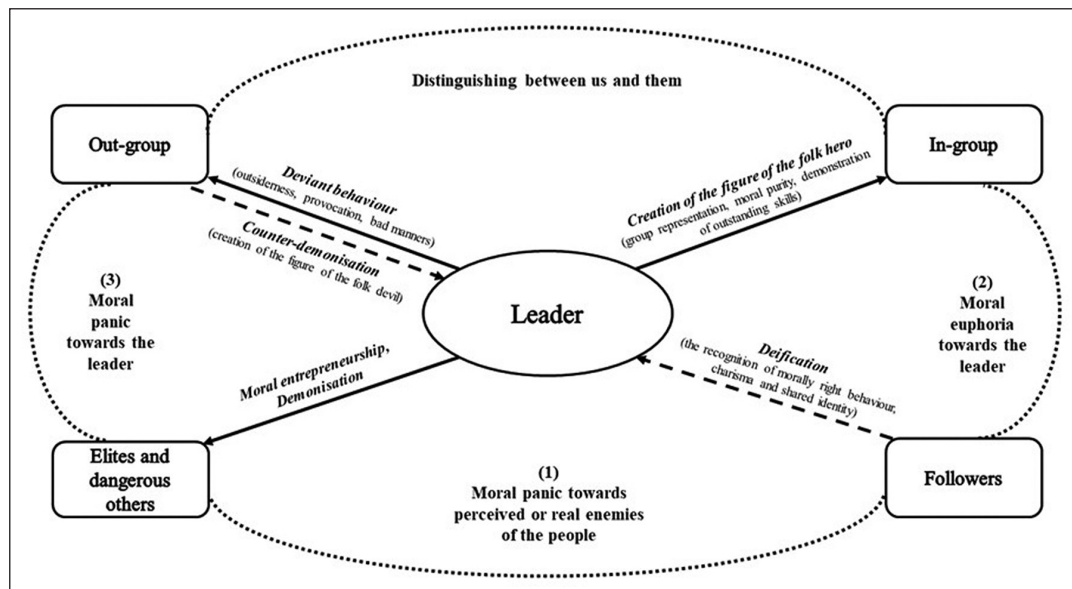 Distinguishing between us and them
Out-group
In-group
Deviant behaviour
(outsiderness, provocation, bad manners)
Counter-demonisation
(creation of the figure of the folk devil)
Creation of the figure of the folk hero
(group representation, moral purity, demonstration
of outstanding skills)
(3)
Moral
panic
towards the
leader
Leader
(2)
Moral
euphoria
towards the
leader
Moral entrepreneurship,
Demonisation
Deification
(the recognition of morally right behaviour,
charisma and shared identity)
Elites and
dangerous
others
(1)
Moral panic towards
perceived or real enemies
of the people
Followers